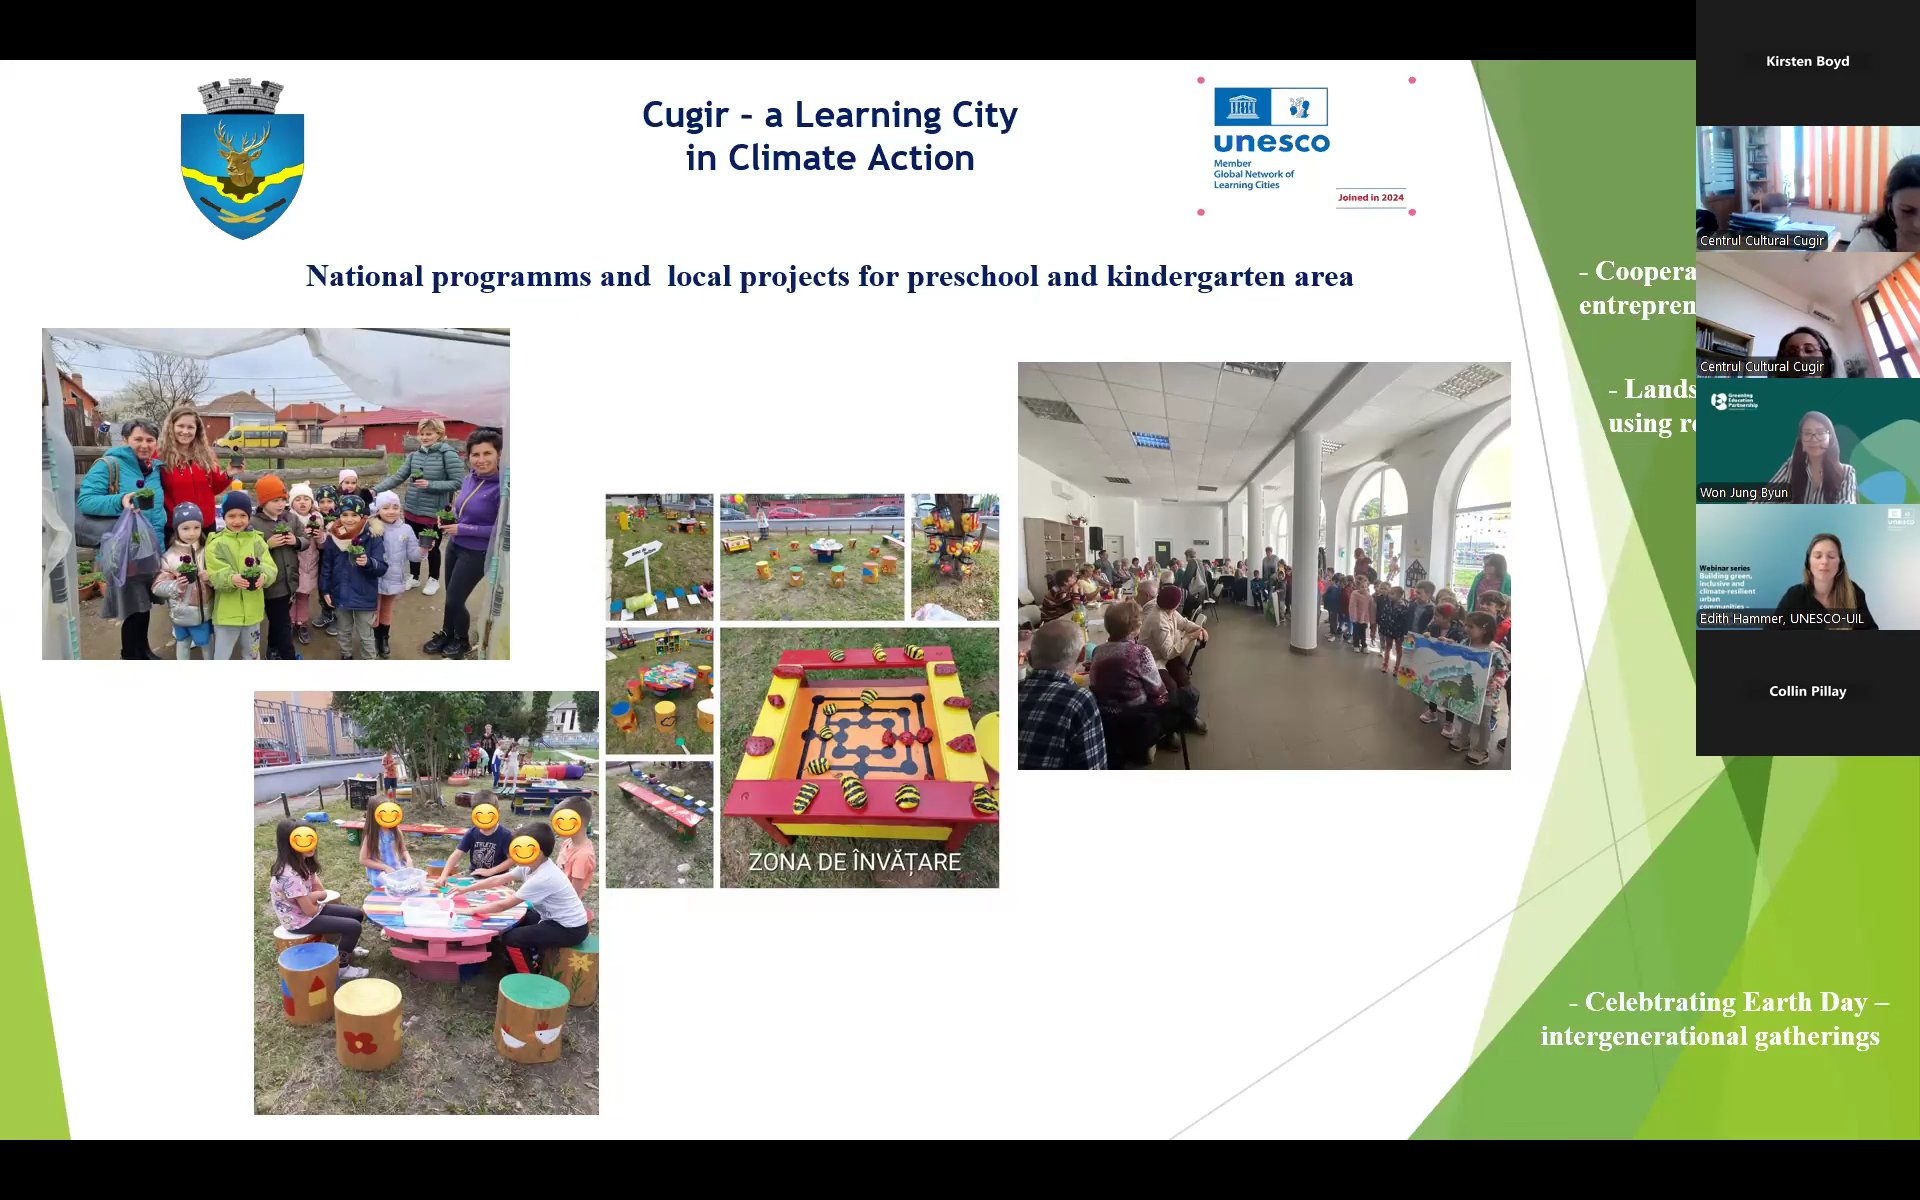 Cugir - a Learning City
in Climate Action
unesco
Member
Global Network of
Learning Cities
Joined in 2024
National programms and local projects for preschool and kindergarten area
- Coopera
entrepren
- Lands
using
ZONA DE ÎNVĂȚARE
- Celebtrating Earth Day –
intergenerational gatherings
Kirsten Boyd
Centrul Cultural Cugir
Centrul Cultural Cugir
Greening
Education
Partnership
Won Jung Byun
unesco
Webinar series
Building green,
inclusive and
climate-resilient
urban
communities –
Edith Hammer, UNESCO-UIL
Collin Pillay